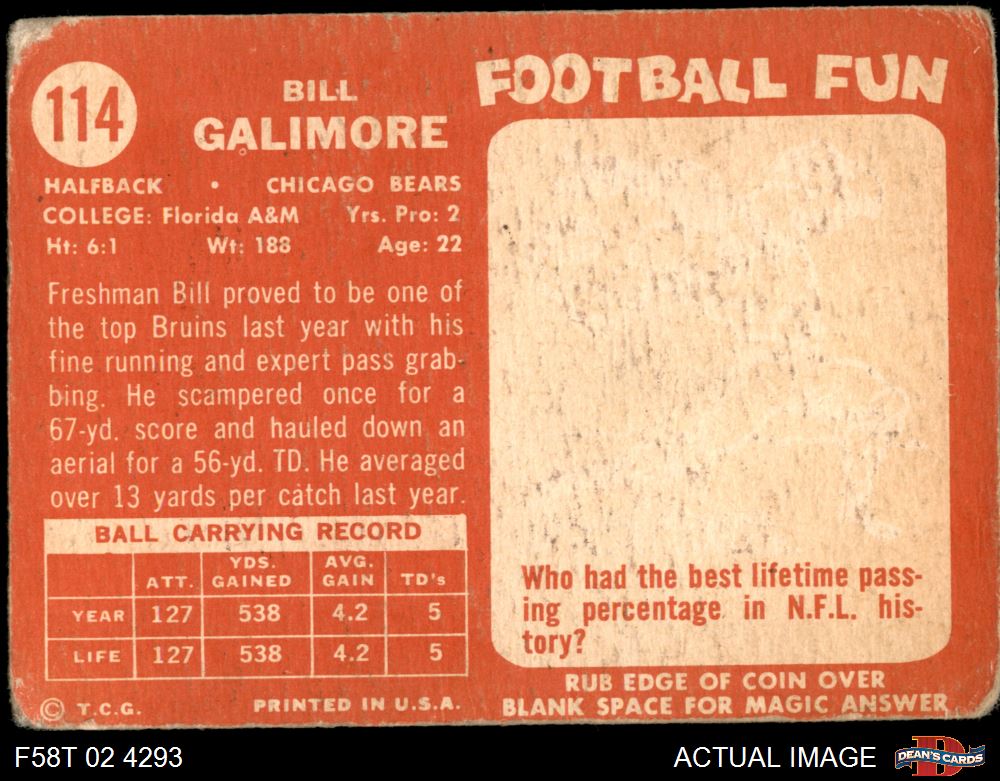 114
BILL
GALIMORE
HALFBACK • CHICAGO BEARS
COLLEGE: Florida A&M Yrs. Pro: 2
Ht: 6:1 Wt: 188 Age: 22
Freshman Bill proved to be one of
the top Bruins last year with his
fine running and expert pass grab-
bing. He scampered once for a
67-yd. score and hauled down an
aerial for a 56-yd. TD. He averaged
over 13 yards per catch last year.
BALL CARRYING RECORD
ATT. YDS. GAINED AVG. GAIN TD's
YEAR 127 538 4.2 5
LIFE 127 538 4.2 5
© T.C.G. PRINTED IN U.S.A.
FOOTBALL FUN
Who had the best lifetime pass-
ing percentage in N.F.L. his-
tory?
RUB EDGE OF COIN OVER
BLANK SPACE FOR MAGIC ANSWER
F58T 02 4293
ACTUAL IMAGE
D
DEAN'S CARDS